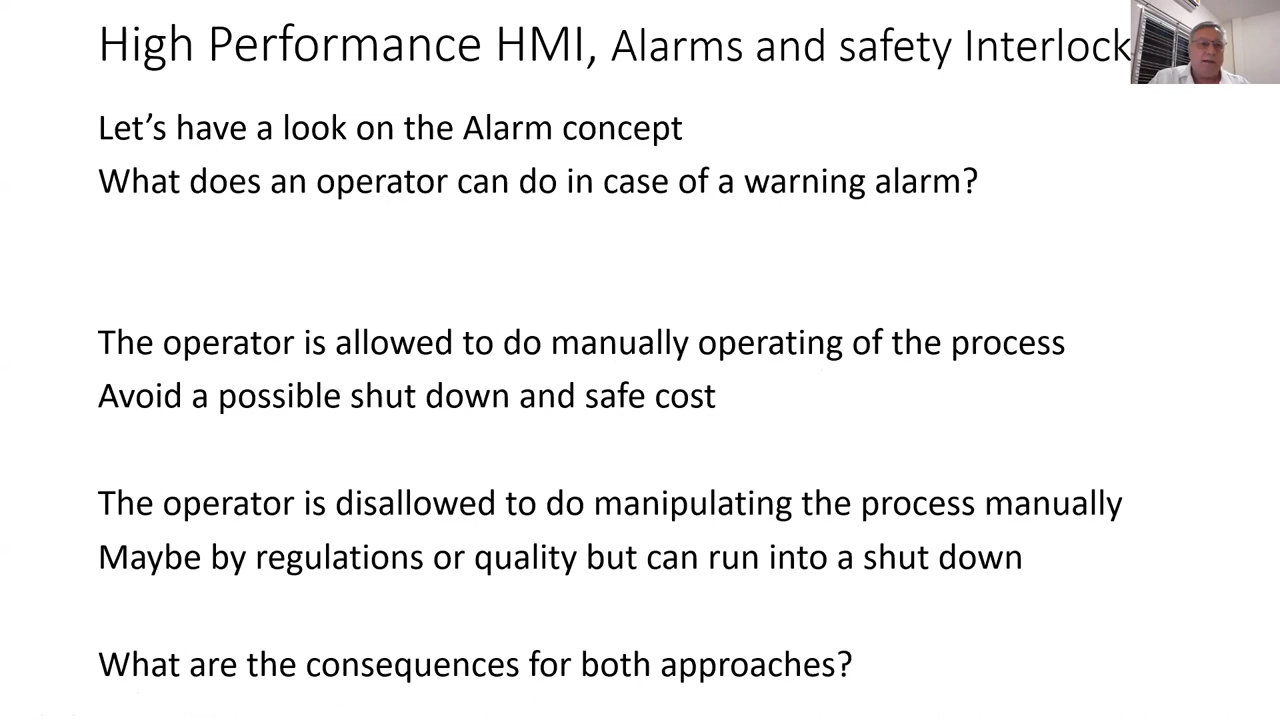 High Performance HMI, Alarms and safety Interlock
Let's have a look on the Alarm concept
What does an operator can do in case of a warning alarm?
The operator is allowed to do manually operating of the process
Avoid a possible shut down and safe cost
The operator is disallowed to do manipulating the process manually
Maybe by regulations or quality but can run into a shut down
What are the consequences for both approaches?